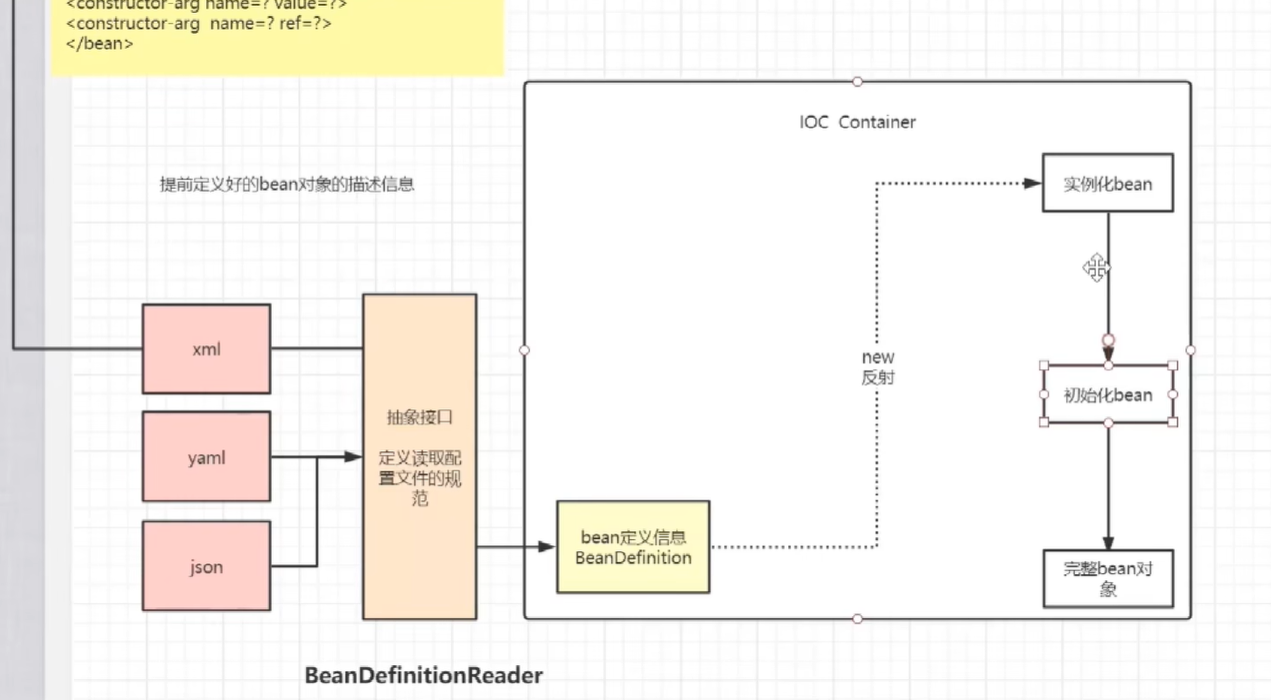 <constructor-arg name=? value=?>
<constructor-arg  name=? ref=?>
</bean>
IOC  Container
提前定义好的bean对象的描述信息
实例化bean
xml
new
反射
初始化bean
抽象接口
yaml
定义读取配
置文件的规
范
bean定义信息
BeanDefinition
json
完整bean对
象
BeanDefinitionReader